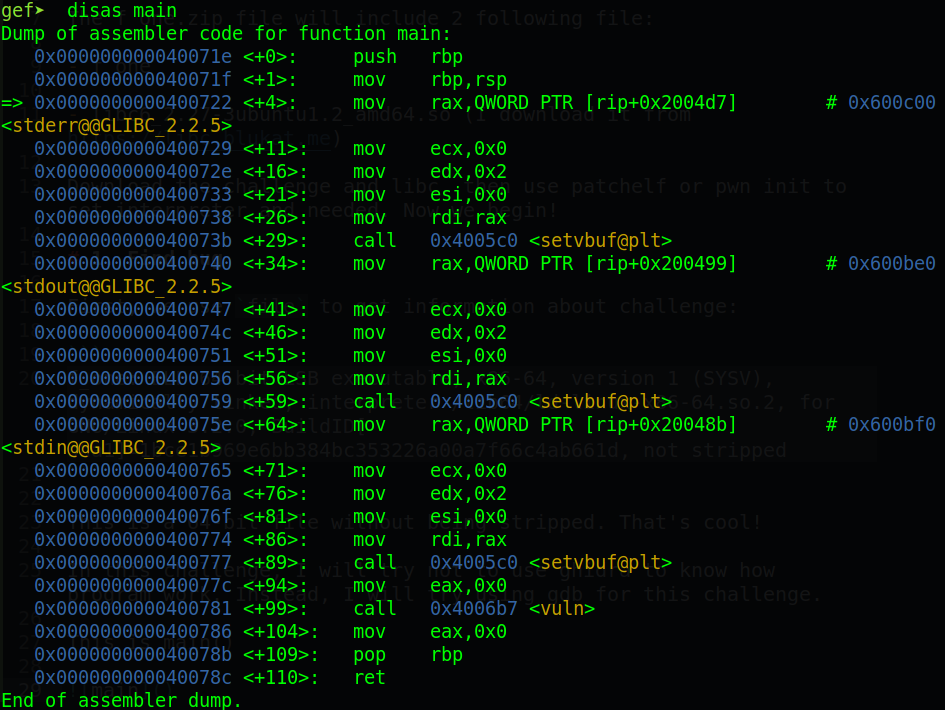 gef➤  disas main
Dump of assembler code for function main:
   0x000000000040071e <+0>:     push   rbp
   0x000000000040071f <+1>:     mov    rbp,rsp
=> 0x0000000000400722 <+4>:     mov    rax,QWORD PTR [rip+0x2004d7]        # 0x600c00 
<stderr@@GLIBC_2.2.5>
   0x0000000000400729 <+11>:    mov    ecx,0x0
   0x000000000040072e <+16>:    mov    edx,0x2
   0x0000000000400733 <+21>:    mov    esi,0x0
   0x0000000000400738 <+26>:    mov    rdi,rax
   0x000000000040073b <+29>:    call   0x4005c0 <setvbuf@plt>
   0x0000000000400740 <+34>:    mov    rax,QWORD PTR [rip+0x200499]        # 0x600be0 
<stdout@@GLIBC_2.2.5>
   0x0000000000400747 <+41>:    mov    ecx,0x0
   0x000000000040074c <+46>:    mov    edx,0x2
   0x0000000000400751 <+51>:    mov    esi,0x0
   0x0000000000400756 <+56>:    mov    rdi,rax
   0x0000000000400759 <+59>:    call   0x4005c0 <setvbuf@plt>
   0x000000000040075e <+64>:    mov    rax,QWORD PTR [rip+0x20048b]        # 0x600bf0 
<stdin@@GLIBC_2.2.5>
   0x0000000000400765 <+71>:    mov    ecx,0x0
   0x000000000040076a <+76>:    mov    edx,0x2
   0x000000000040076f <+81>:    mov    esi,0x0
   0x0000000000400774 <+86>:    mov    rdi,rax
   0x0000000000400777 <+89>:    call   0x4005c0 <setvbuf@plt>
   0x000000000040077c <+94>:    mov    eax,0x0
   0x0000000000400781 <+99>:    call   0x4006b7 <vuln>
   0x0000000000400786 <+104>:   mov    eax,0x0
   0x000000000040078b <+109>:   pop    rbp
   0x000000000040078c <+110>:   ret
End of assembler dump.